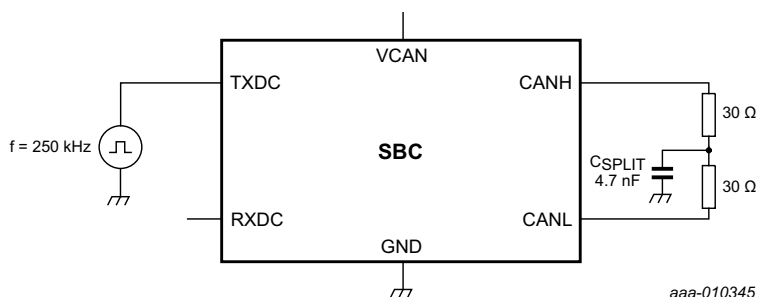 VCAN
TXDC
CANH
f = 250 kHz
SBC
30 Ω
CSPLIT
4.7 nF
30 Ω
RXDC
CANL
GND
aaa-010345